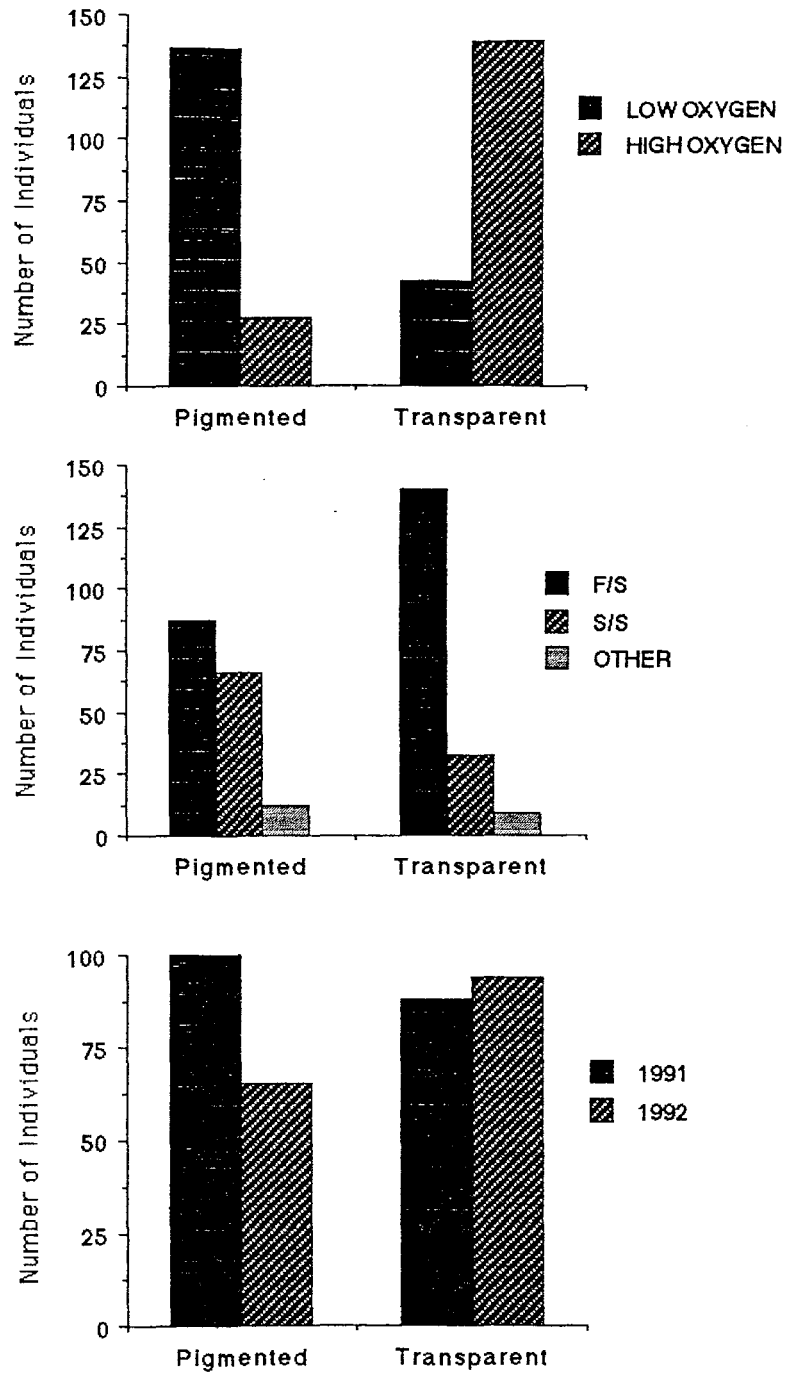 Number of Individuals
150
125
100
75
50
25
0
Pigmented Transparent
LOW OXYGEN
HIGH OXYGEN
Number of Individuals
150
125
100
75
50
25
0
Pigmented Transparent
F/S
S/S
OTHER
Number of Individuals
100
75
50
25
0
Pigmented Transparent
1991
1992